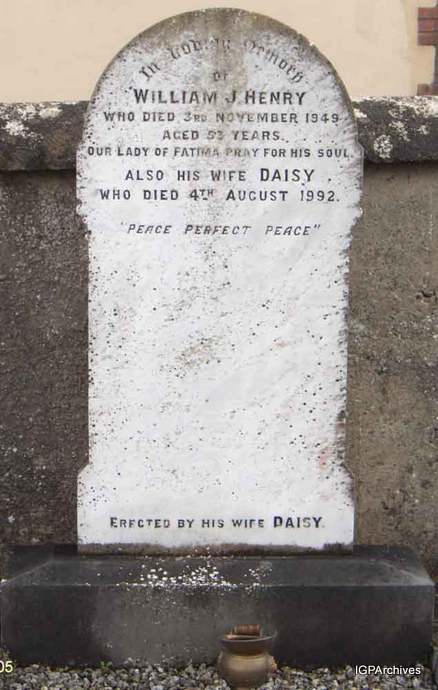 In Loving Memory
OF
WILLIAM J. HENRY
WHO DIED 3RD NOVEMBER 1949
AGED 53 YEARS.
OUR LADY OF FATIMA PRAY FOR HIS SOUL.
ALSO HIS WIFE DAISY
WHO DIED 4TH AUGUST 1992.
"PEACE PERFECT PEACE"
ERECTED BY HIS WIFE DAISY.
05
IGPArchives